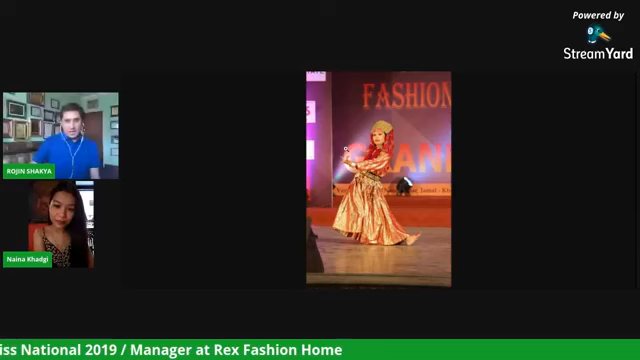 Powered by
StreamYard
FASHION
ROJIN SHAKYA
Naina Khadgi
iss National 2019 / Manager at Rex Fashion Home